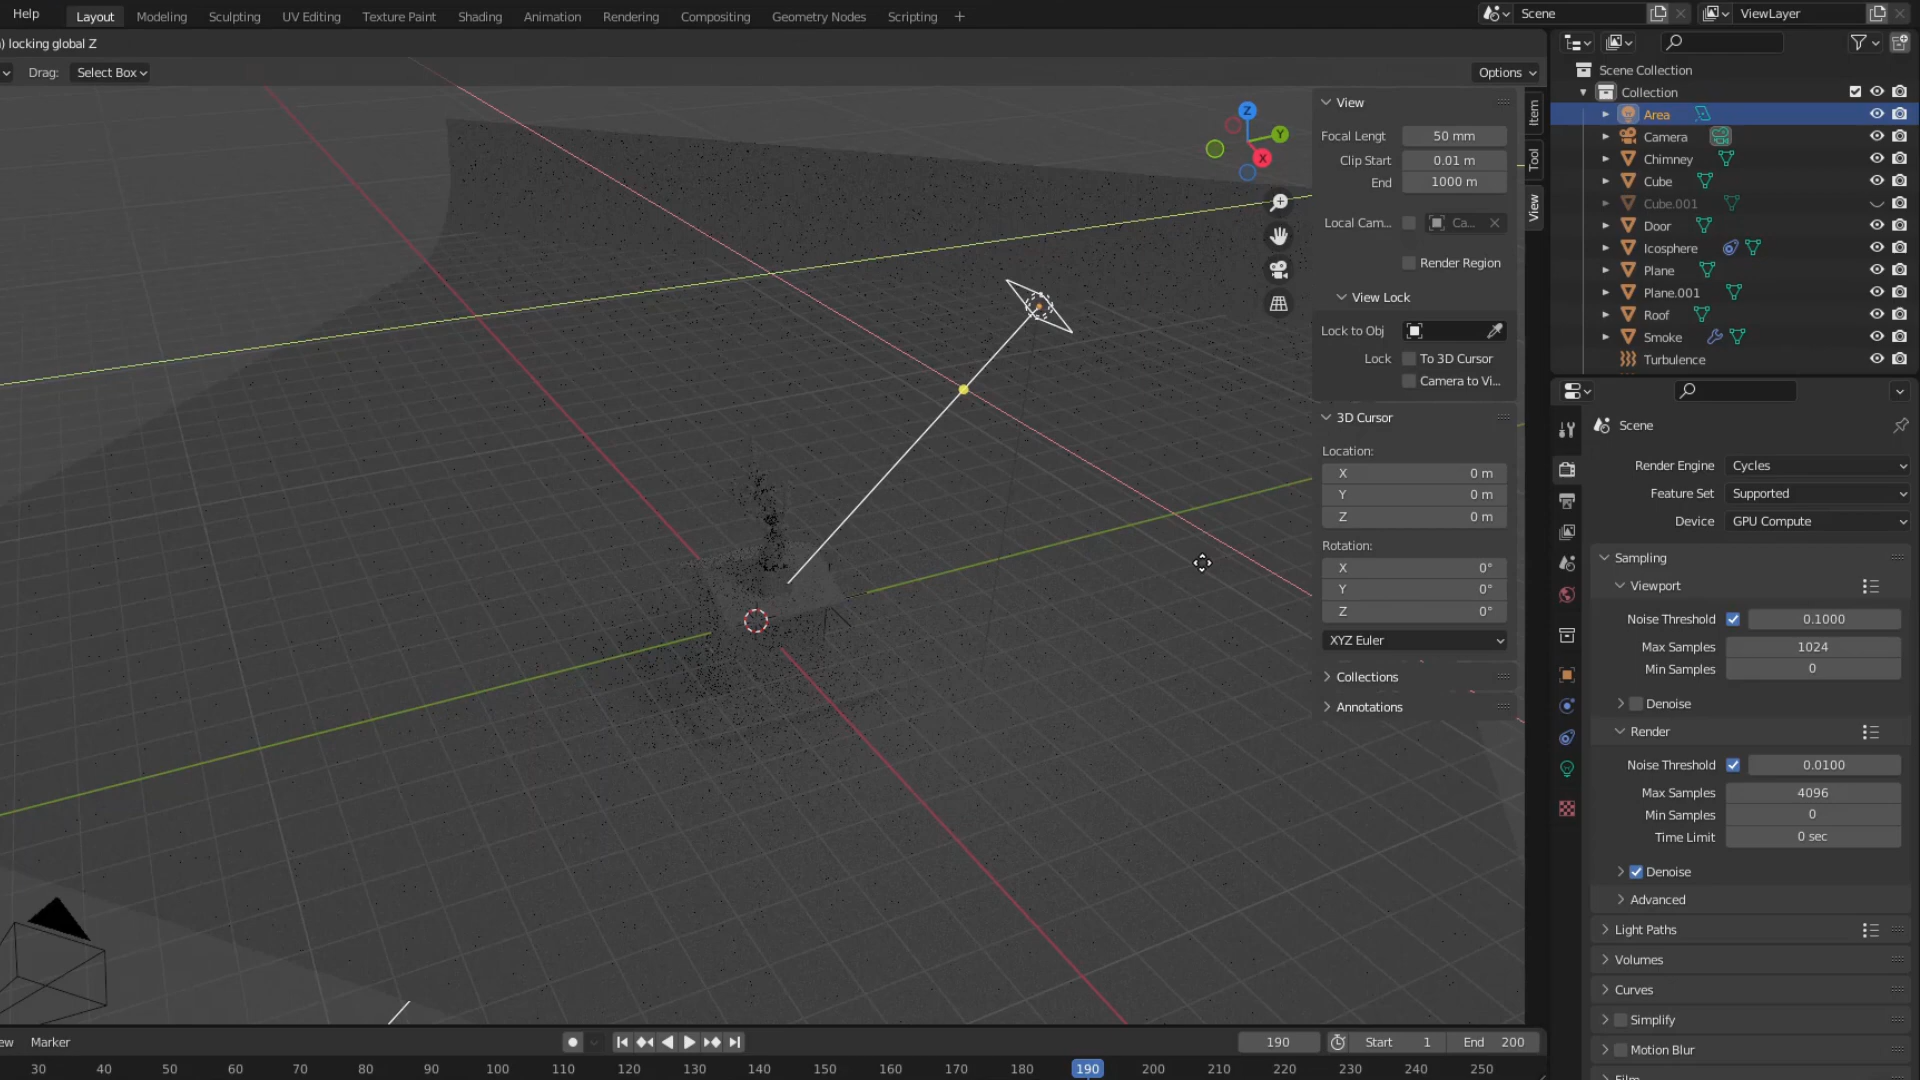 Help
Layout
Modeling
Sculpting
UV Editing
Texture Paint
Shading
Animation
Rendering
Compositing
Geometry Nodes
Scripting
+
Scene
ViewLayer
) locking global Z
Drag:
Select Box
Options
Z
Y
X
View
Focal Lengt
50 mm
Clip Start
0.01 m
End
1000 m
Local Cam...
Ca...
Render Region
View Lock
Lock to Obj
Lock
To 3D Cursor
Camera to Vi...
3D Cursor
Location:
X
0 m
Y
0 m
Z
0 m
Rotation:
X
0°
Y
0°
Z
0°
XYZ Euler
Collections
Annotations
Item
Tool
View
Scene Collection
Collection
Area
Camera
Chimney
Cube
Cube.001
Door
Icosphere
Plane
Plane.001
Roof
Smoke
Turbulence
Scene
Render Engine
Cycles
Feature Set
Supported
Device
GPU Compute
Sampling
Viewport
Noise Threshold
0.1000
Max Samples
1024
Min Samples
0
Denoise
Render
Noise Threshold
0.0100
Max Samples
4096
Min Samples
0
Time Limit
0 sec
Denoise
Advanced
Light Paths
Volumes
Curves
Simplify
Motion Blur
ew
Marker
190
Start
1
End
200
30
40
50
60
70
80
90
100
110
120
130
140
150
160
170
180
190
200
210
220
230
240
250